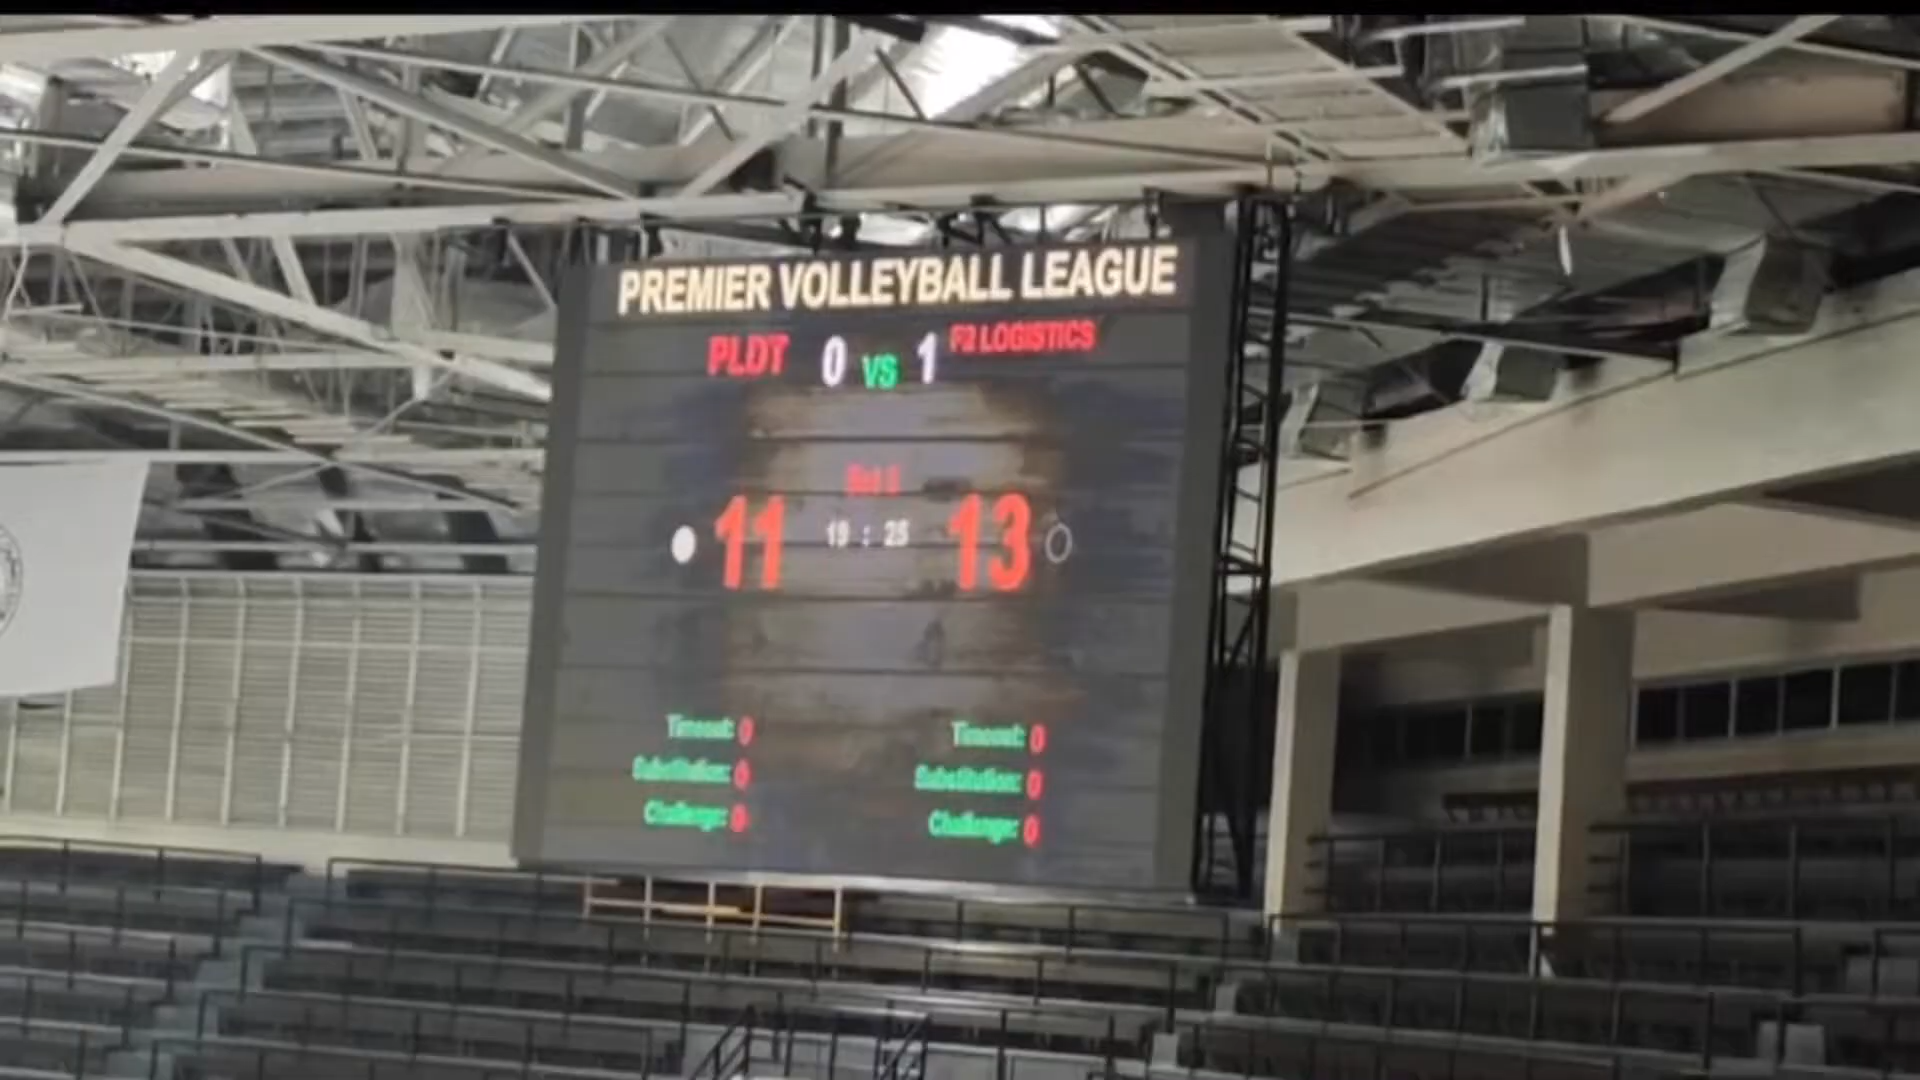 PREMIER VOLLEYBALL LEAGUE
PLDT 0 VS 1 F2 LOGISTICS
Set
11 19 : 25 13
Timeout: 0 Timeout: 0
Substitution: 0 Substitution: 0
Challenge: 0 Challenge: 0